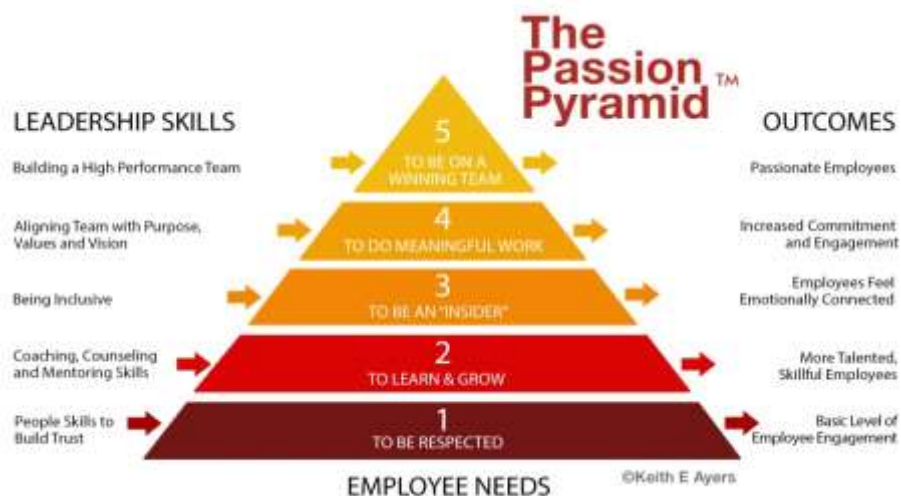 The
Passion
Pyramid ™
LEADERSHIP SKILLS
OUTCOMES
5
TO BE ON A
WINNING TEAM
Building a High Performance Team
Passionate Employees
4
TO DO MEANINGFUL WORK
Aligning Team with Purpose,
Values and Vision
Increased Commitment
and Engagement
3
TO BE AN "INSIDER"
Being Inclusive
Employees Feel
Emotionally Connected
2
TO LEARN & GROW
Coaching, Counseling
and Mentoring Skills
More Talented,
Skillful Employees
1
TO BE RESPECTED
People Skills to
Build Trust
Basic Level of
Employee Engagement
EMPLOYEE NEEDS
©Keith E Ayers